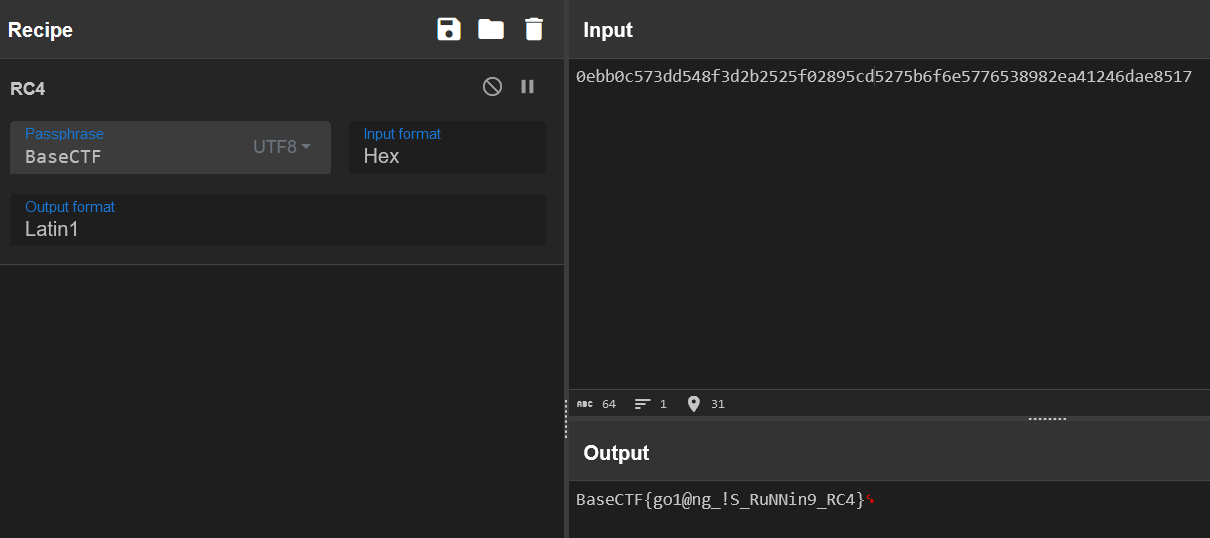 Recipe
RC4
Passphrase
BaseCTF
UTF8
Input format
Hex
Output format
Latin1
Input
0ebb0c573dd548f3d2b2525f02895cd5275b6f6e5776538982ea41246dae8517
ABC 64 1 31
Output
BaseCTF{go1@ng_!S_RuNNin9_RC4}